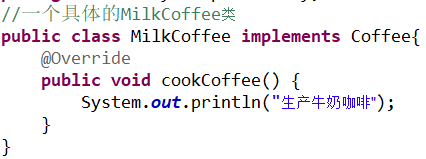 //一个具体的MilkCoffee类
public class MilkCoffee implements Coffee{
    @Override
    public void cookCoffee() {
        System.out.println("生产牛奶咖啡");
    }
}